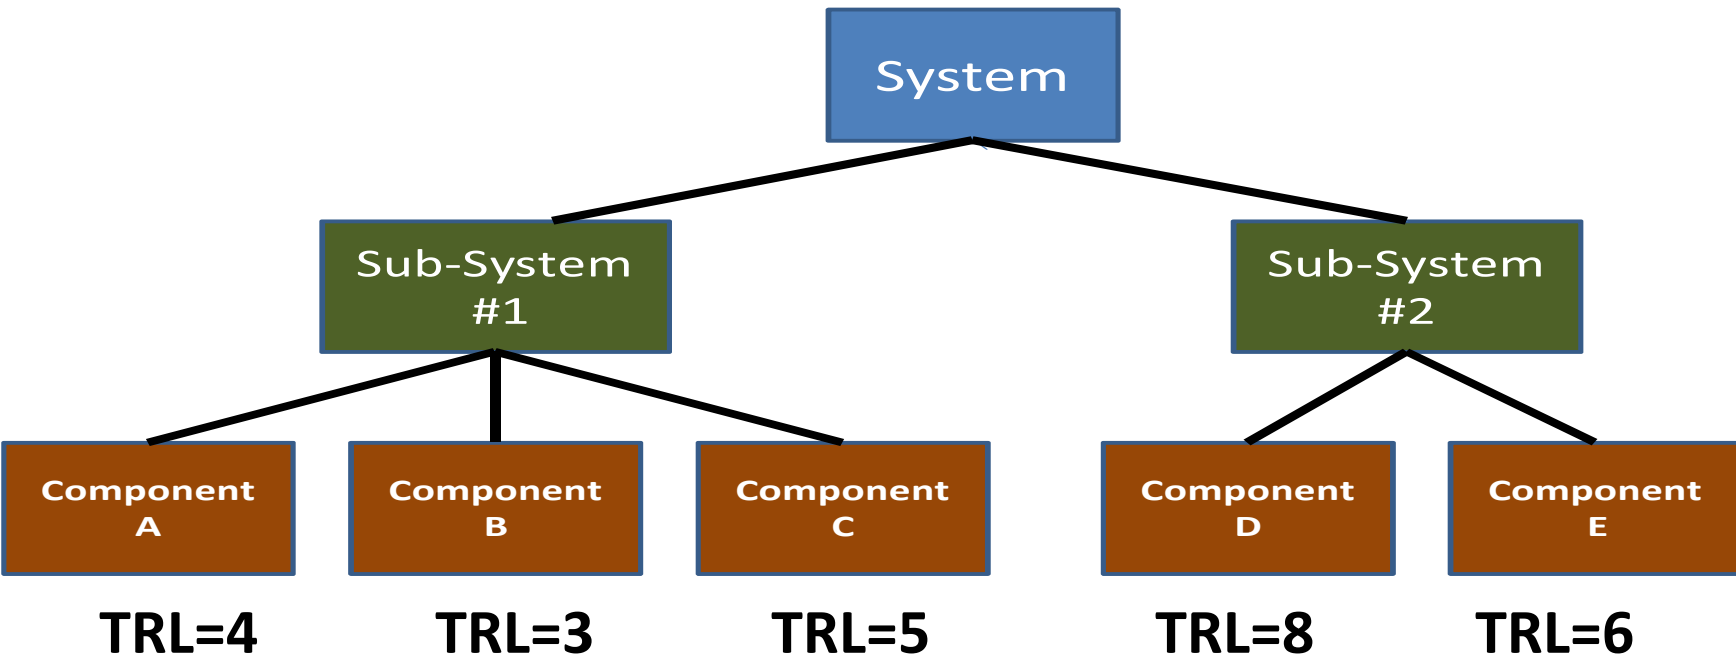 System
Sub-System
#1
Sub-System
#2
Component
A
Component
B
Component
C
Component
D
Component
E
TRL=4
TRL=3
TRL=5
TRL=8
TRL=6